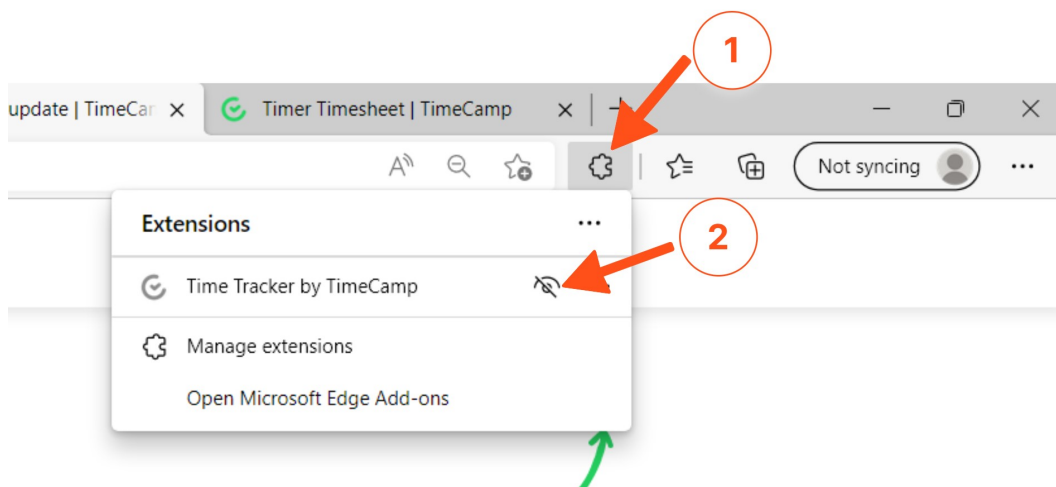 1
update | TimeCar
Timer Timesheet | TimeCamp
Not syncing
Extensions
2
Time Tracker by TimeCamp
Manage extensions
Open Microsoft Edge Add-ons